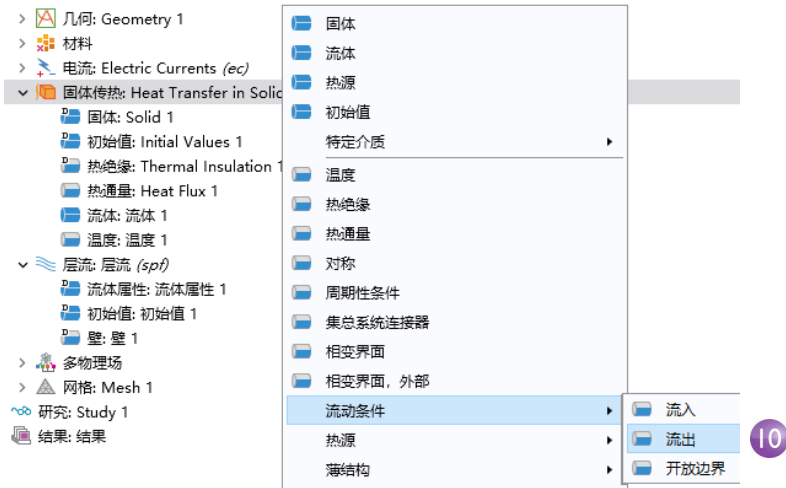 几何: Geometry 1
材料
电流: Electric Currents (ec)
固体传热: Heat Transfer in Solid
固体: Solid 1
初始值: Initial Values 1
热绝缘: Thermal Insulation 1
热通量: Heat Flux 1
流体: 流体 1
温度: 温度 1
层流: 层流 (spf)
流体属性: 流体属性 1
初始值: 初始值 1
壁: 壁 1
多物理场
网格: Mesh 1
研究: Study 1
结果: 结果
固体
流体
热源
初始值
特定介质
温度
热绝缘
热通量
对称
周期性条件
集总系统连接器
相变界面
相变界面，外部
流动条件
热源
薄结构
流入
流出
开放边界
10